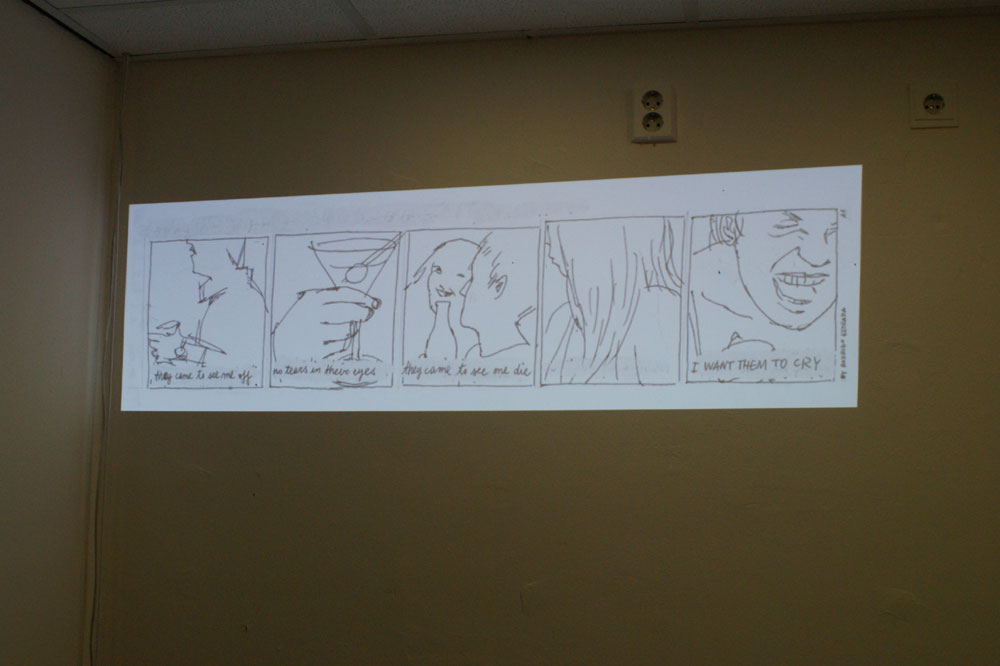 they came to see me off
no tears in their eyes
they came to see me die
I WANT THEM TO CRY
BY